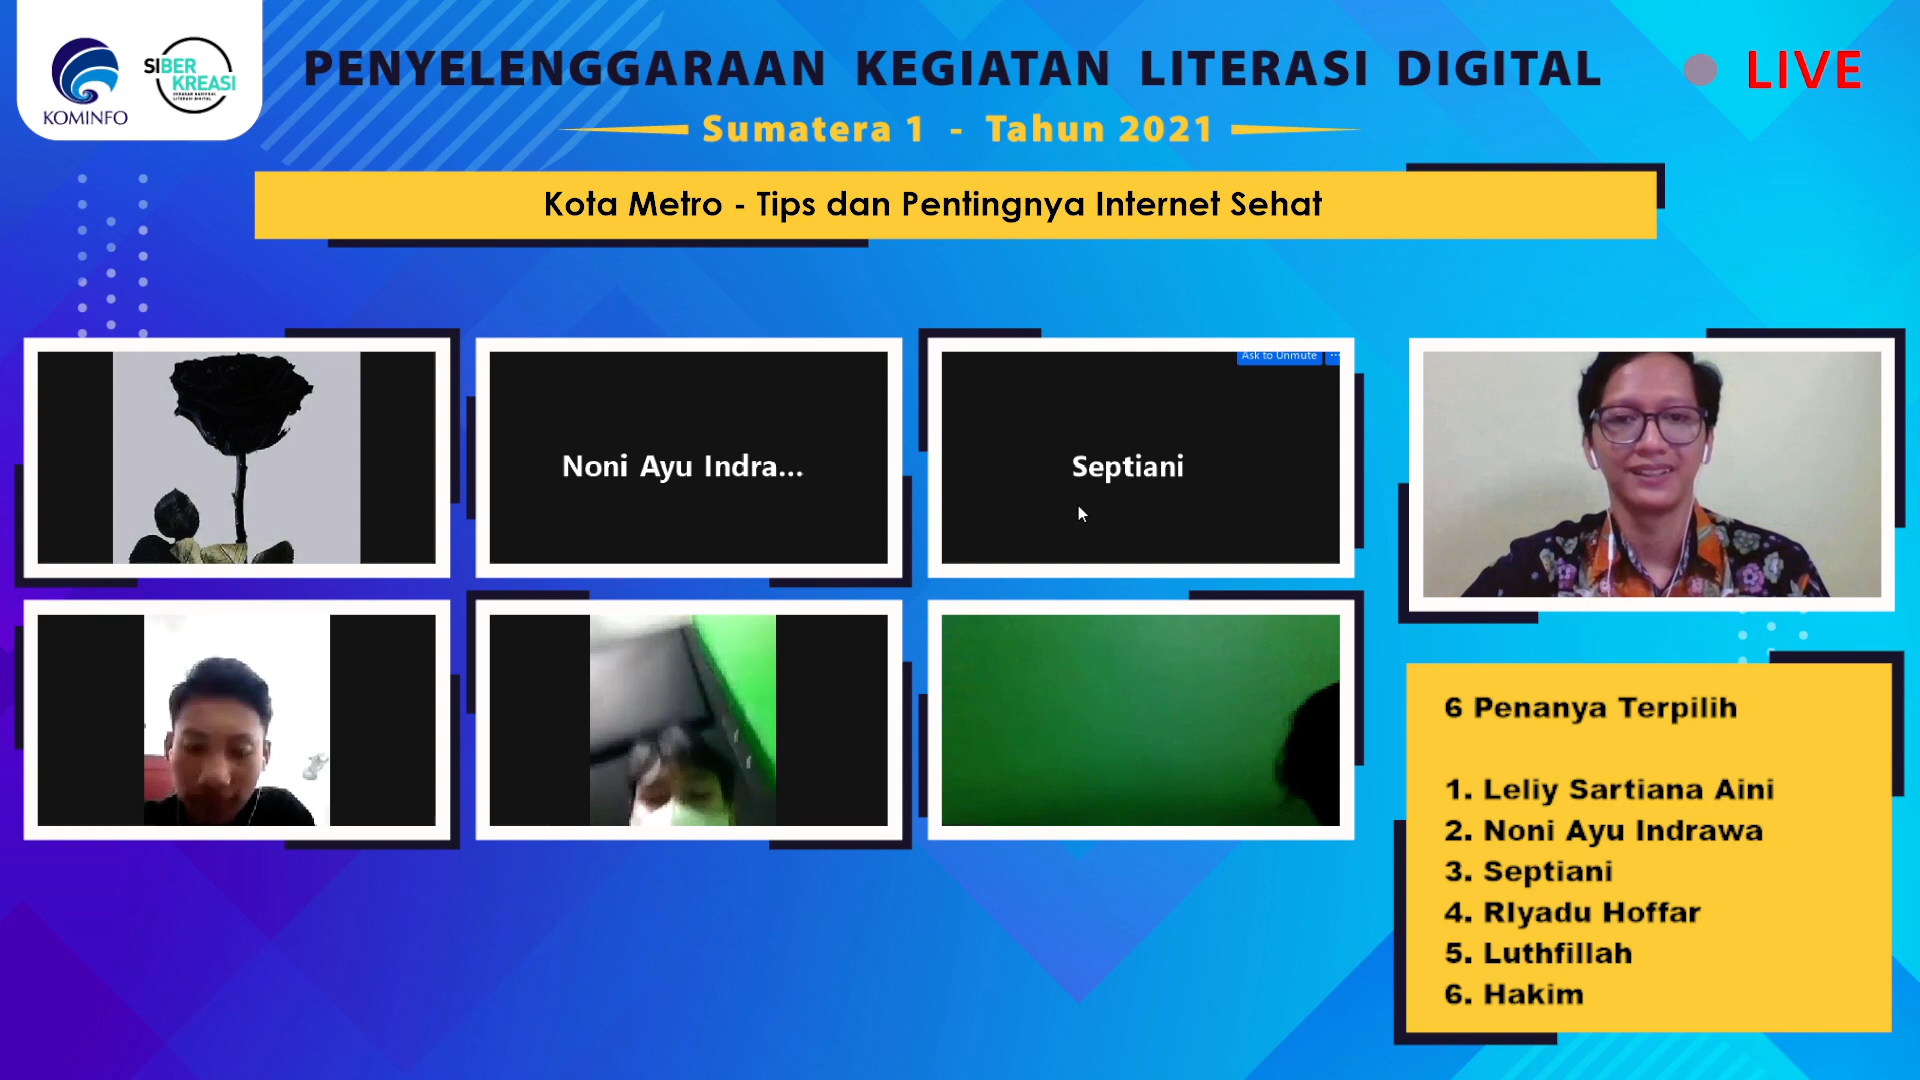 KOMINFO
SIBER
KREASI
PENYELENGGARAAN KEGIATAN LITERASI DIGITAL
LIVE
Sumatera 1 - Tahun 2021
Kota Metro - Tips dan Pentingnya Internet Sehat
Ask to Unmute
Noni Ayu Indra...
Septiani
6 Penanya Terpilih
1. Leliy Sartiana Aini
2. Noni Ayu Indrawa
3. Septiani
4. RIyadu Hoffar
5. Luthfillah
6. Hakim